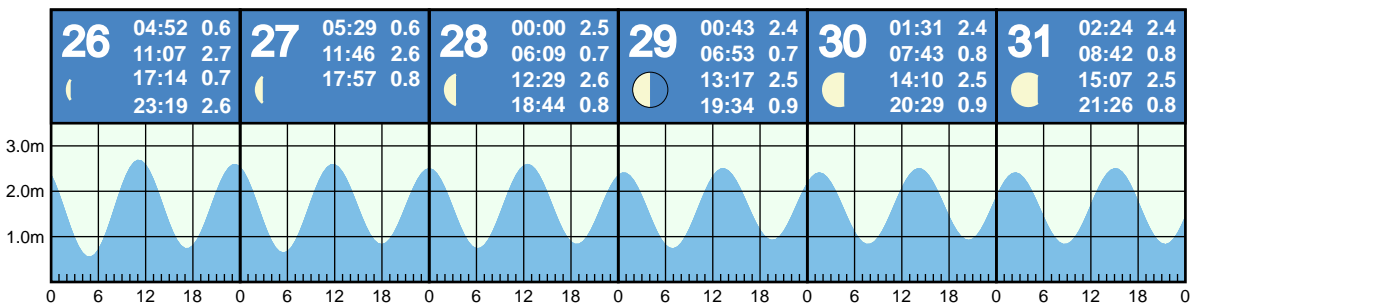 26 04:52 0.6 27 05:29 0.6 28 00:00 2.5 29 00:43 2.4 30 01:31 2.4 31 02:24 2.4
11:07 2.7 11:46 2.6 06:09 0.7 06:53 0.7 07:43 0.8 08:42 0.8
17:14 0.7 17:57 0.8 12:29 2.6 13:17 2.5 14:10 2.5 15:07 2.5
23:19 2.6 18:44 0.8 19:34 0.9 20:29 0.9 21:26 0.8
3.0m
2.0m
1.0m
0 6 12 18 0 6 12 18 0 6 12 18 0 6 12 18 0 6 12 18 0 6 12 18 0